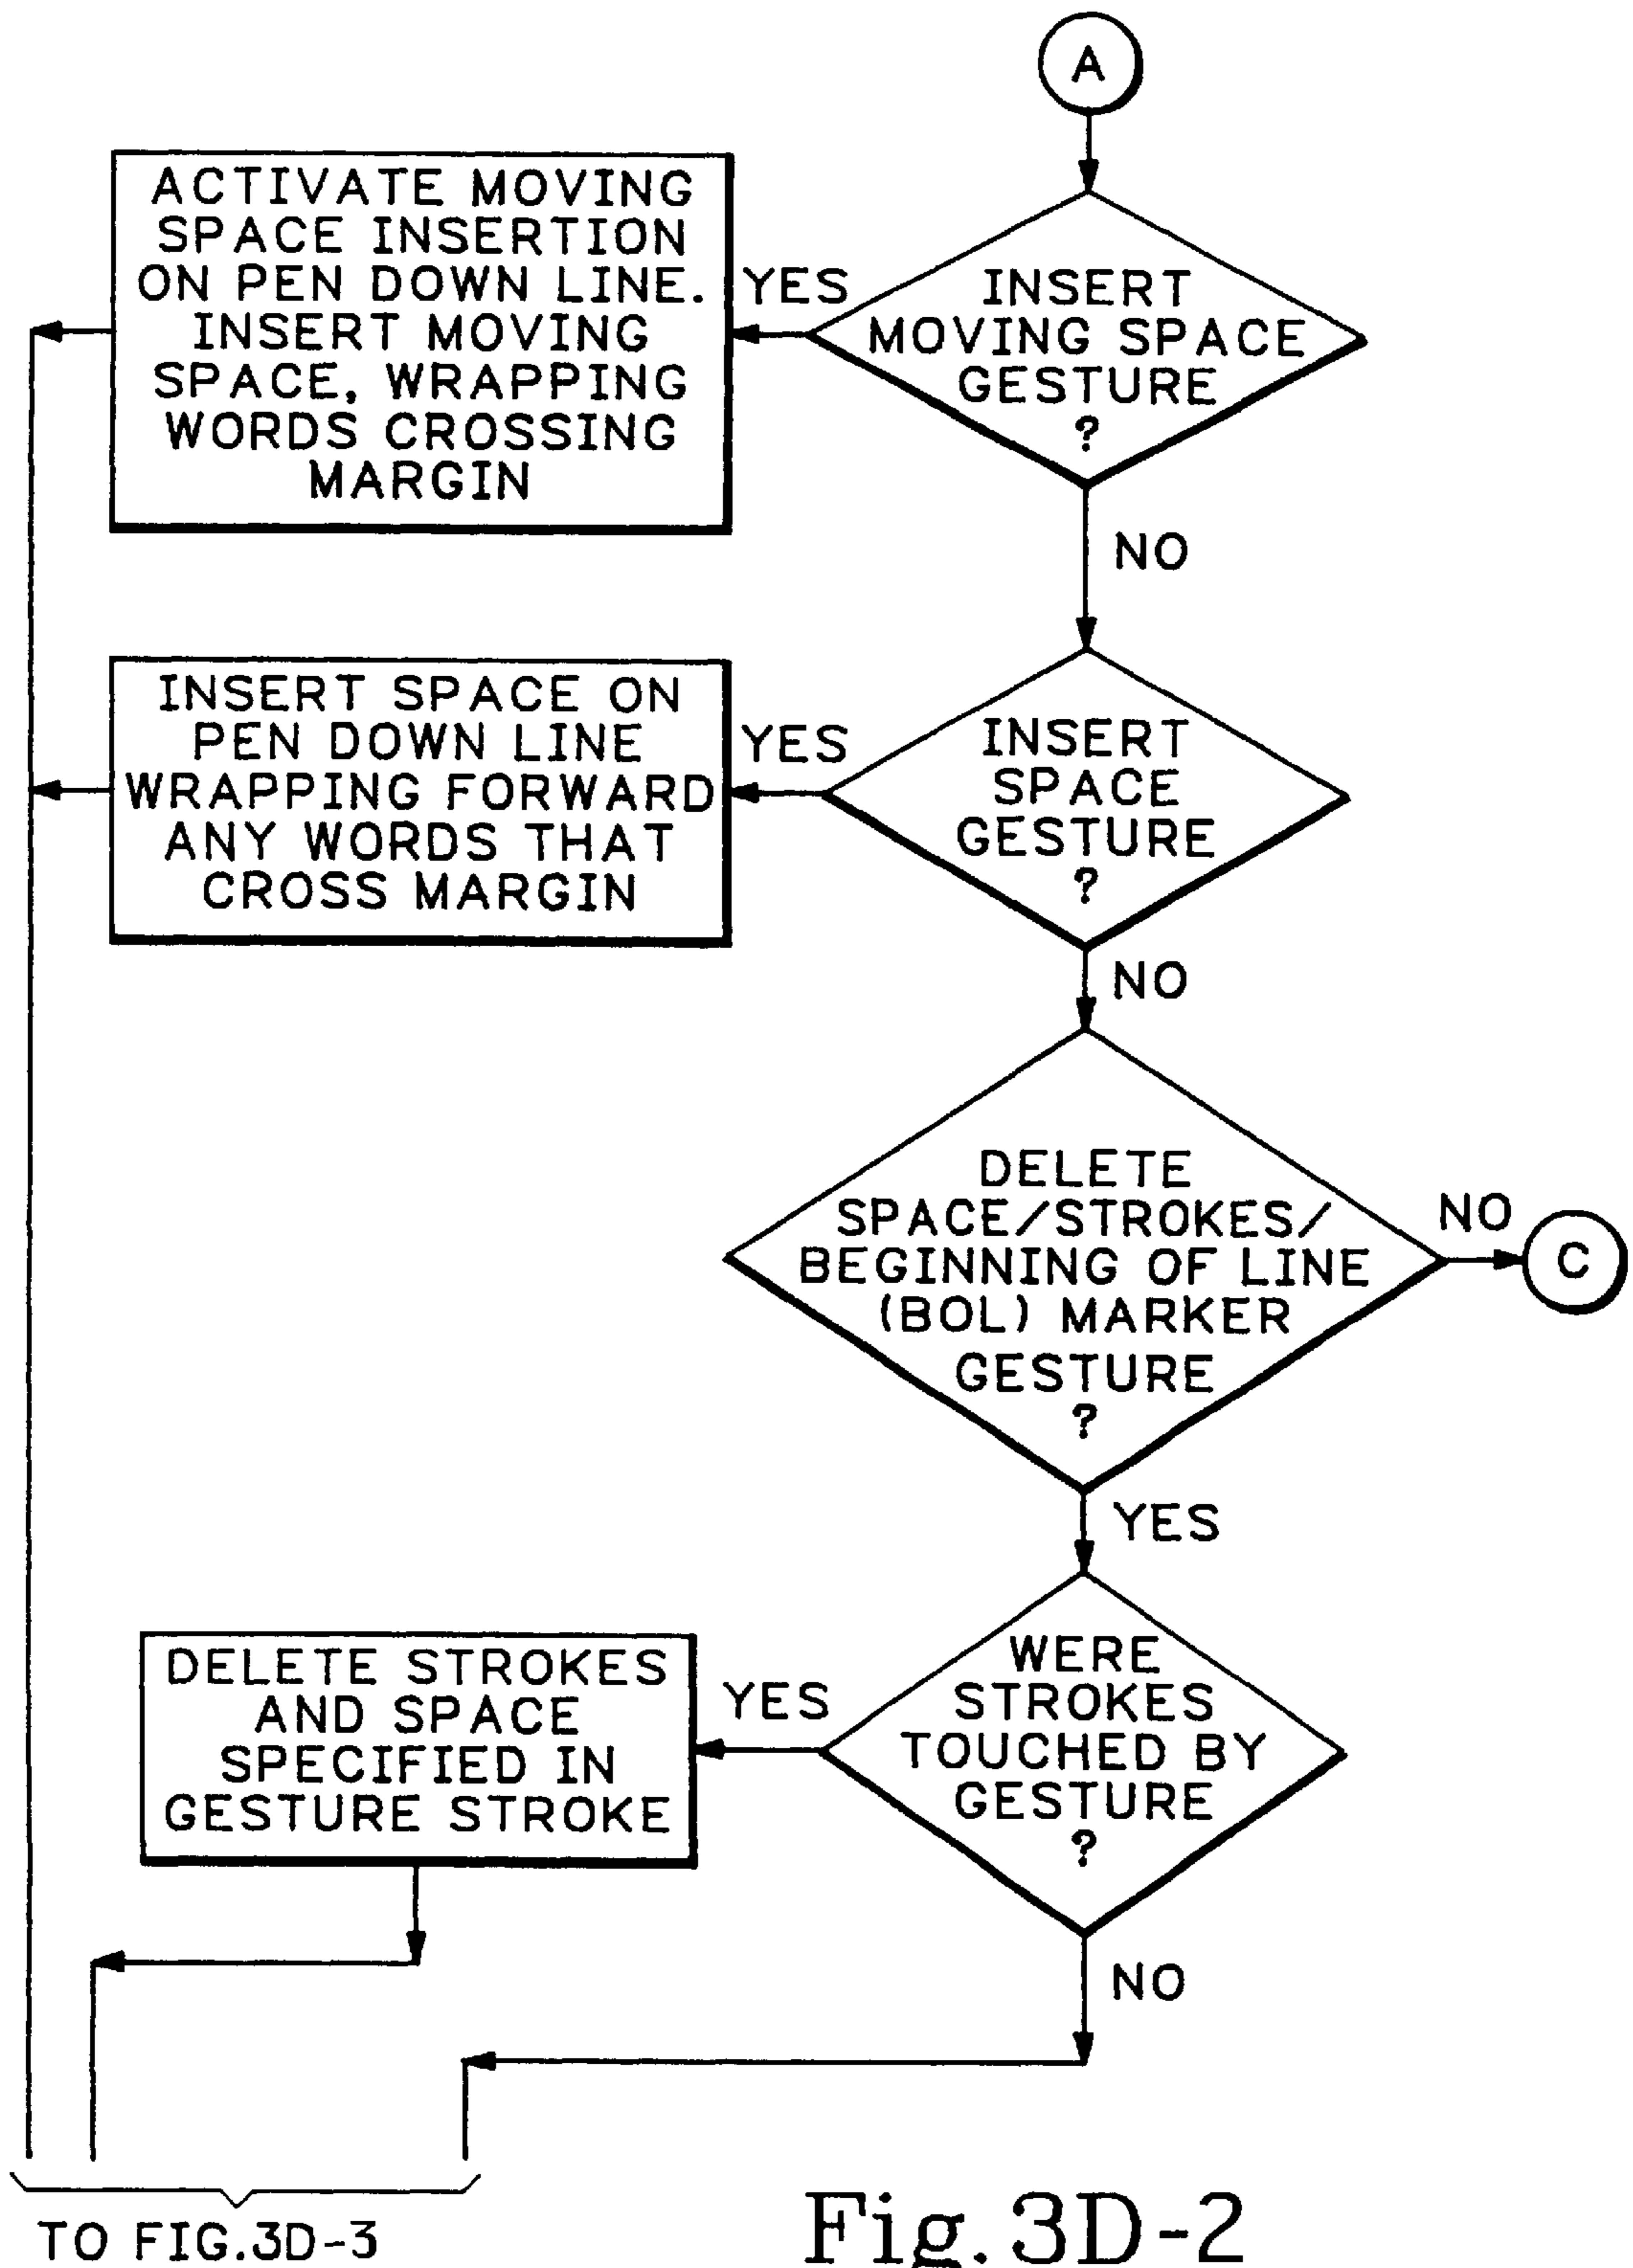 A
ACTIVATE MOVING
SPACE INSERTION
ON PEN DOWN LINE.
INSERT MOVING
SPACE, WRAPPING
WORDS CROSSING
MARGIN
YES
INSERT
MOVING SPACE
GESTURE
?
NO
INSERT SPACE ON
PEN DOWN LINE
WRAPPING FORWARD
ANY WORDS THAT
CROSS MARGIN
YES
INSERT
SPACE
GESTURE
?
NO
DELETE
SPACE/STROKES/
BEGINNING OF LINE
(BOL) MARKER
GESTURE
?
NO
C
YES
DELETE STROKES
AND SPACE
SPECIFIED IN
GESTURE STROKE
YES
WERE
STROKES
TOUCHED BY
GESTURE
?
NO
TO FIG.3D-3
Fig. 3D-2